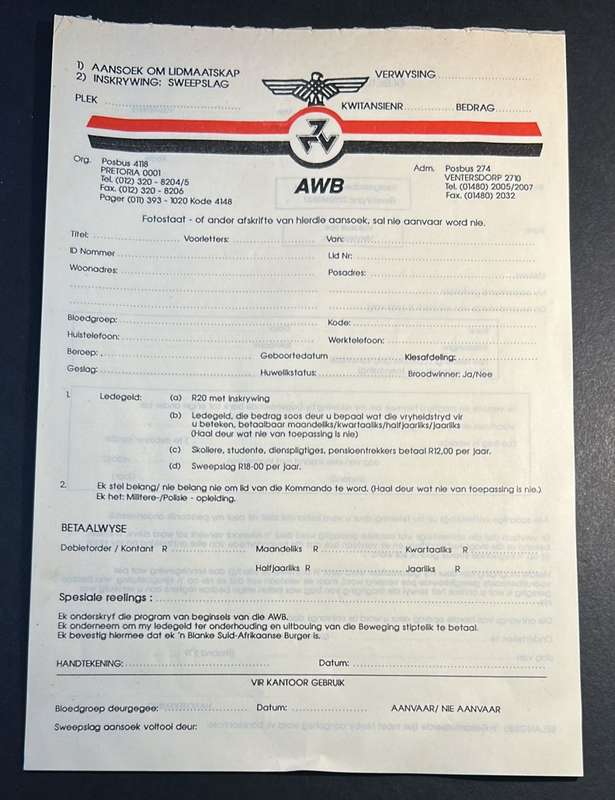 1) AANSOEK OM LIDMAATSKAP
2) INSKRYWING: SWEEPSLAG
VERWYSING
PLEK
KWITANSIENR
BEDRAG
Org. Posbus 4118
PRETORIA 0001
Tel. (012) 320 - 8204/5
Fax. (012) 320 - 8206
Pager (011) 393 - 1020 Kode 4148
AWB
Adm. Posbus 274
VENTERSDORP 2710
Tel. (01480) 2005/2007
Fax. (01480) 2032
Fotostaat - of ander afskrifte van hierdie aansoek, sal nie aanvaar word nie.
Titel: Voorletters: Van:
ID Nommer Lid Nr:
Woonadres: Posadres:
Bloedgroep: Kode:
Huistelefoon: Werktelefoon:
Beroep: Geboortedatum Kiesafdeling:
Geslag: Huwelikstatus: Broodwinner: Ja/Nee
1. Ledegeld: (a) R20 met inskrywing
(b) Ledegeld, die bedrag soos deur u bepaal wat die vryheidstryd vir
u beteken, betaalbaar maandeliks/kwartaaliks/halfjaarliks/jaarliks
(Haal deur wat nie van toepassing is nie)
(c) Skoliere, studente, dienspligtiges, pensioentrekkers betaal R12,00 per jaar.
(d) Sweepslag R18-00 per jaar.
2. Ek stel belang/ nie belang nie om lid van die Kommando te word. (Haal deur wat nie van toepassing is nie.)
Ek het: Militere-/Polisie - opleiding.
BETAALWYSE
Debietorder / Kontant R Maandeliks R Kwartaaliks R
Halfjaarliks R Jaarliks R
Spesiale reelings :
Ek onderskryf die program van beginsels van die AWB.
Ek onderneem om my ledegeld ter onderhouding en uitbouing van die Beweging stiptelik te betaal.
Ek bevestig hiermee dat ek 'n Blanke Suid-Afrikaanse Burger is.
HANDTEKENING: Datum:
VIR KANTOOR GEBRUIK
Bloedgroep deurgegee: Datum: AANVAAR/ NIE AANVAAR
Sweepslag aansoek voltooi deur: